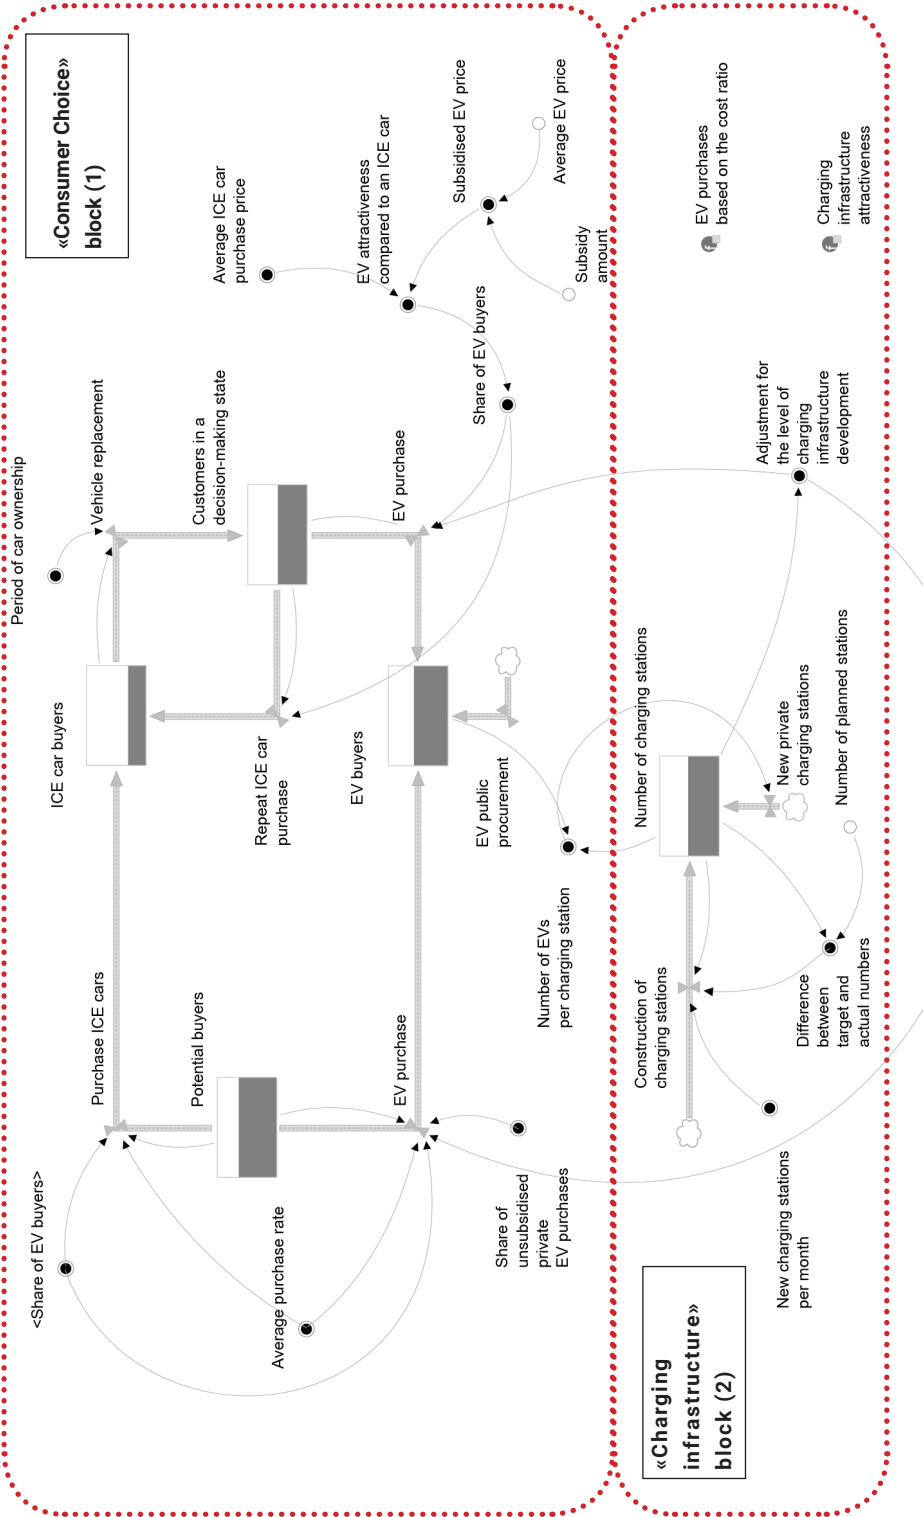 «Consumer Choice»
block (1)
Period of car ownership
Vehicle replacement
ICE car buyers
Purchase ICE cars
<Share of EV buyers>
Customers in a
decision-making state
Potential buyers
Average ICE car
purchase price
Repeat ICE car
purchase
Average purchase rate
EV attractiveness
compared to an ICE car
EV purchase
EV buyers
EV purchase
Subsidised EV price
Share of EV buyers
EV public
procurement
Share of
unsubsidised
private
EV purchases
Average EV price
Subsidy
amount
Number of EVs
per charging station
«Charging
infrastructure»
block (2)
Number of charging stations
Construction of
charging stations
EV purchases
based on the cost ratio
Adjustment for
the level of
charging
infrastructure
development
New private
charging stations
Number of planned stations
Difference
between
target and
actual numbers
New charging stations
per month
Charging
infrastructure
attractiveness